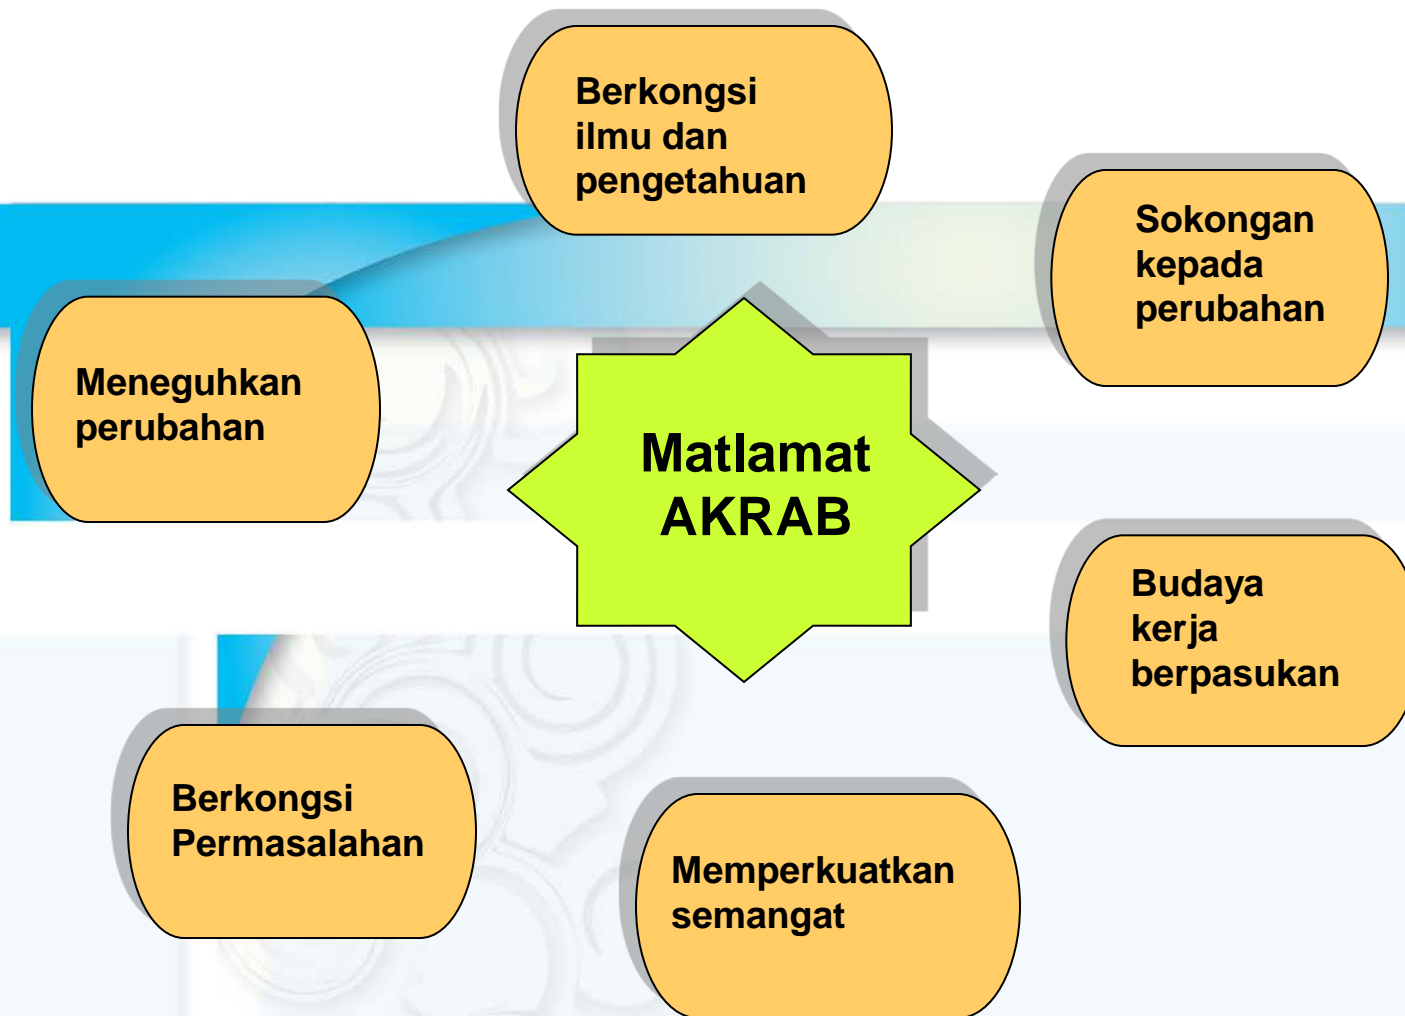 Berkongsi
ilmu dan
pengetahuan
Sokongan
kepada
perubahan
Meneguhkan
perubahan
Matlamat
AKRAB
Budaya
kerja
berpasukan
Berkongsi
Permasalahan
Memperkuatkan
semangat